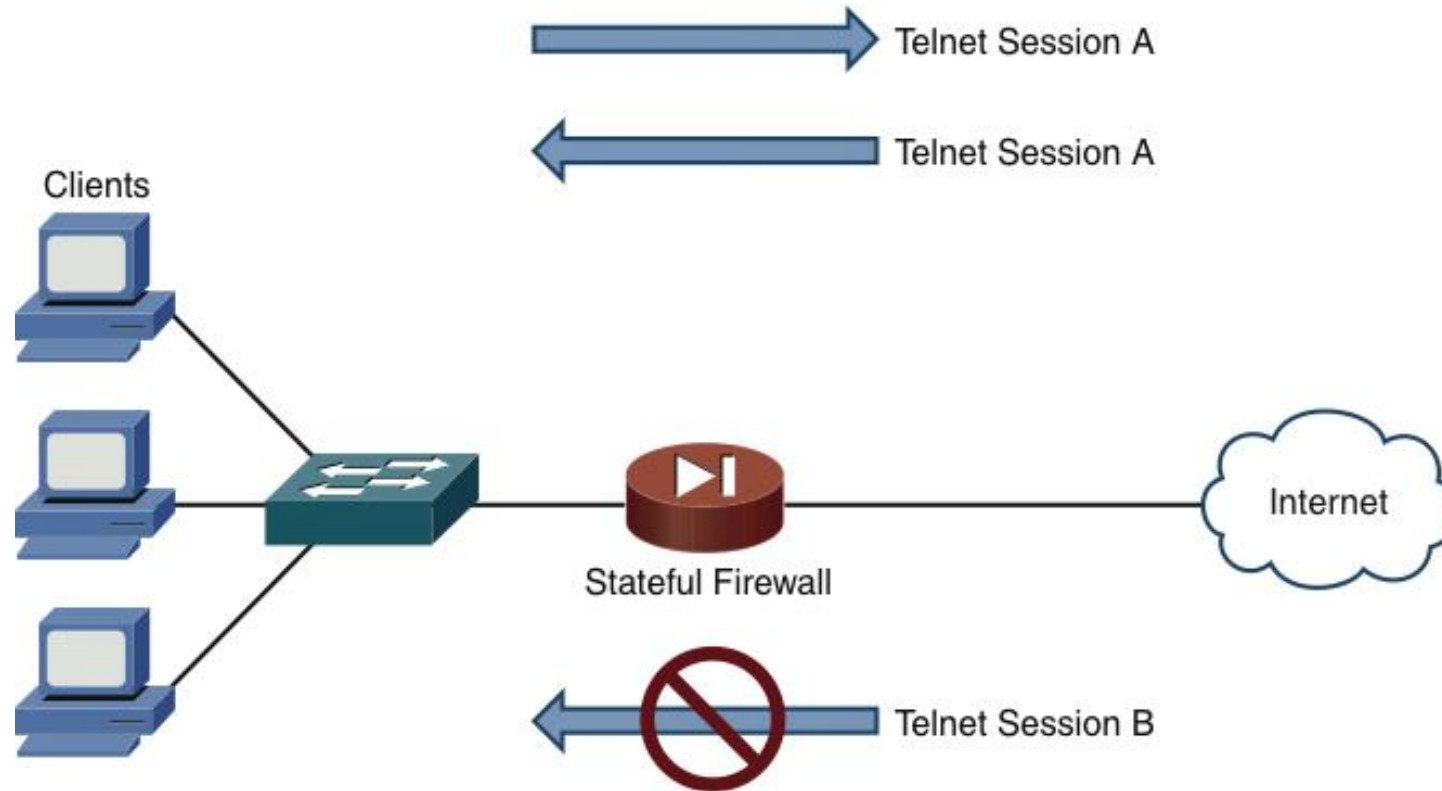 Telnet Session A
Telnet Session A
Clients
Internet
Stateful Firewall
Telnet Session B